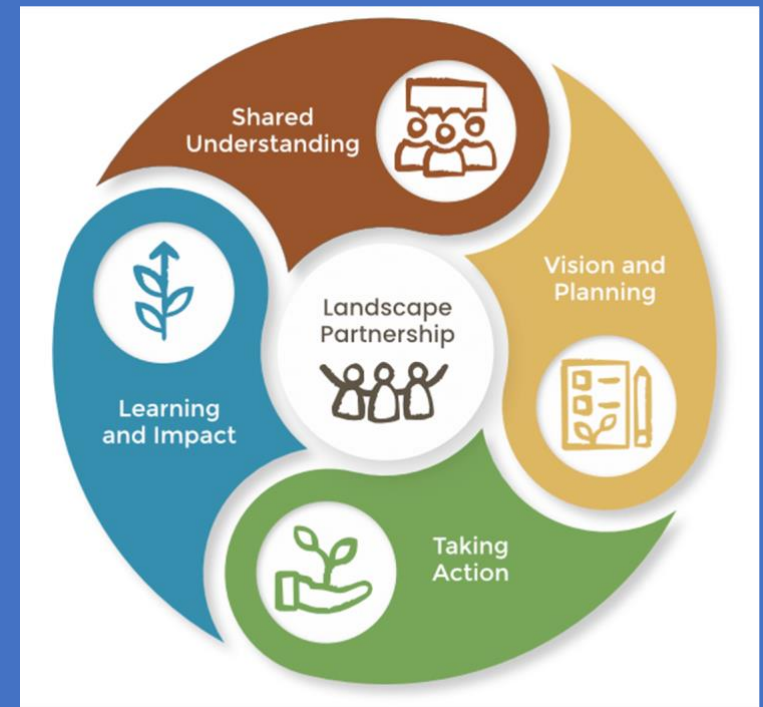 Shared
Understanding
Vision and
Planning
Landscape
Partnership
Learning
and Impact
Taking
Action